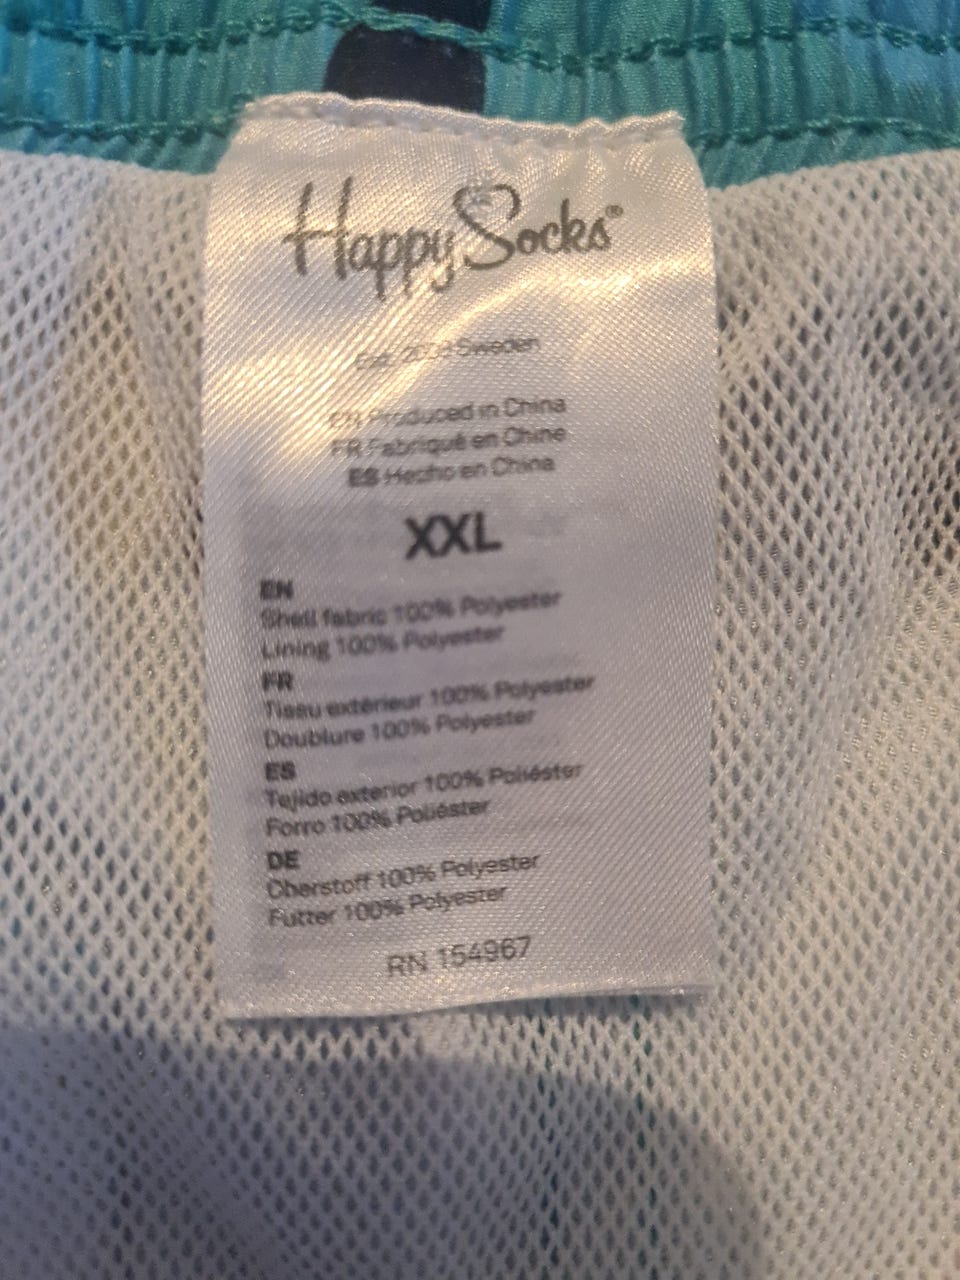 Happy Socks®
Sweden
EN Produced in China
FR Fabriqué en Chine
ES Hecho en China
XXL
EN
Shell fabric 100% Polyester
Lining 100% Polyester
FR
Tissu extérieur 100% Polyester
Doublure 100% Polyester
ES
Tejido exterior 100% Poliéster
Forro 100% Poliéster
DE
Oberstoff 100% Polyester
Futter 100% Polyester
RN 154967